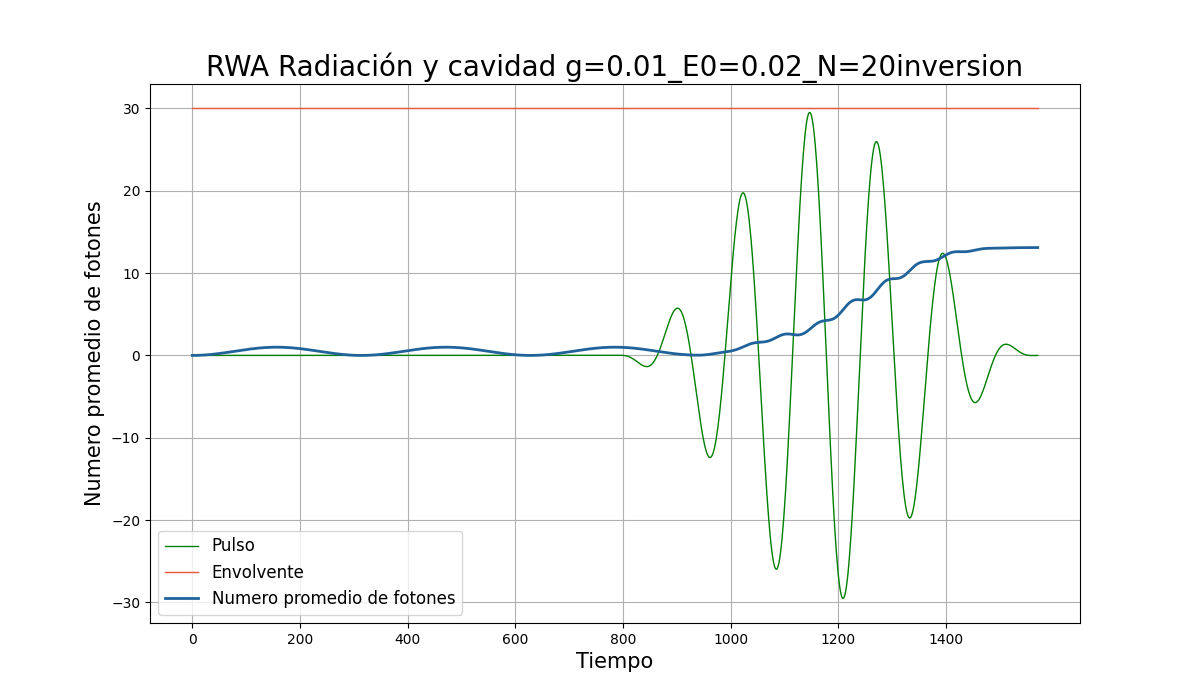 RWA Radiación y cavidad g=0.01_E0=0.02_N=20inversion
Numero promedio de fotones
30
20
10
0
−10
−20
−30
Pulso
Envolvente
Numero promedio de fotones
0 200 400 600 800 1000 1200 1400
Tiempo